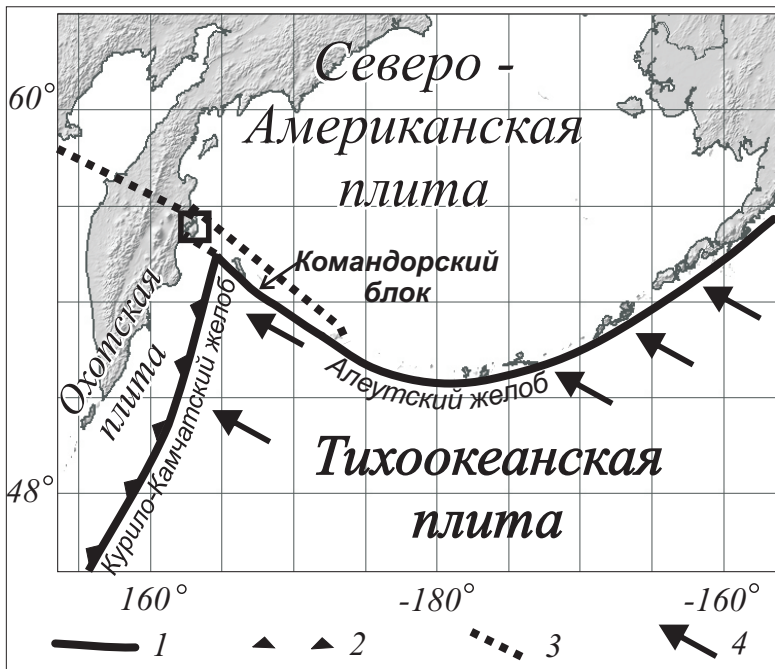 60°
Северо -
Американская
плита
Командорский
блок
Охотская
плита
Курило-Камчатский желоб
Алеутский желоб
Тихоокеанская
плита
48°
160°
-180°
-160°
1
2
3
4